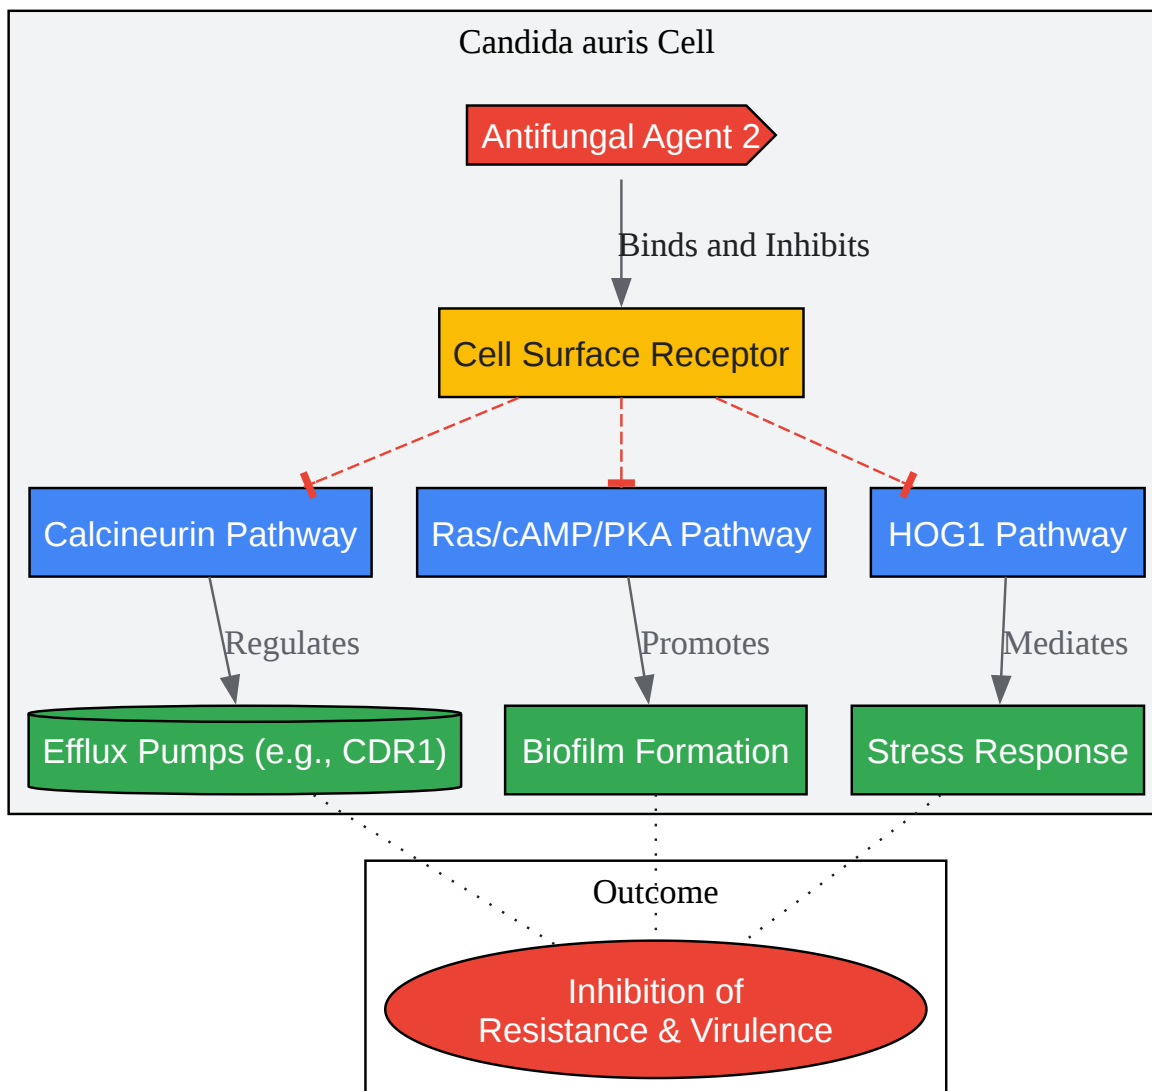 Candida auris Cell
Antifungal Agent 2
Binds and Inhibits
Cell Surface Receptor
Calcineurin Pathway
Ras/cAMP/PKA Pathway
HOG1 Pathway
Regulates
Promotes
Mediates
Efflux Pumps (e.g., CDR1)
Biofilm Formation
Stress Response
Outcome
Inhibition of
Resistance & Virulence